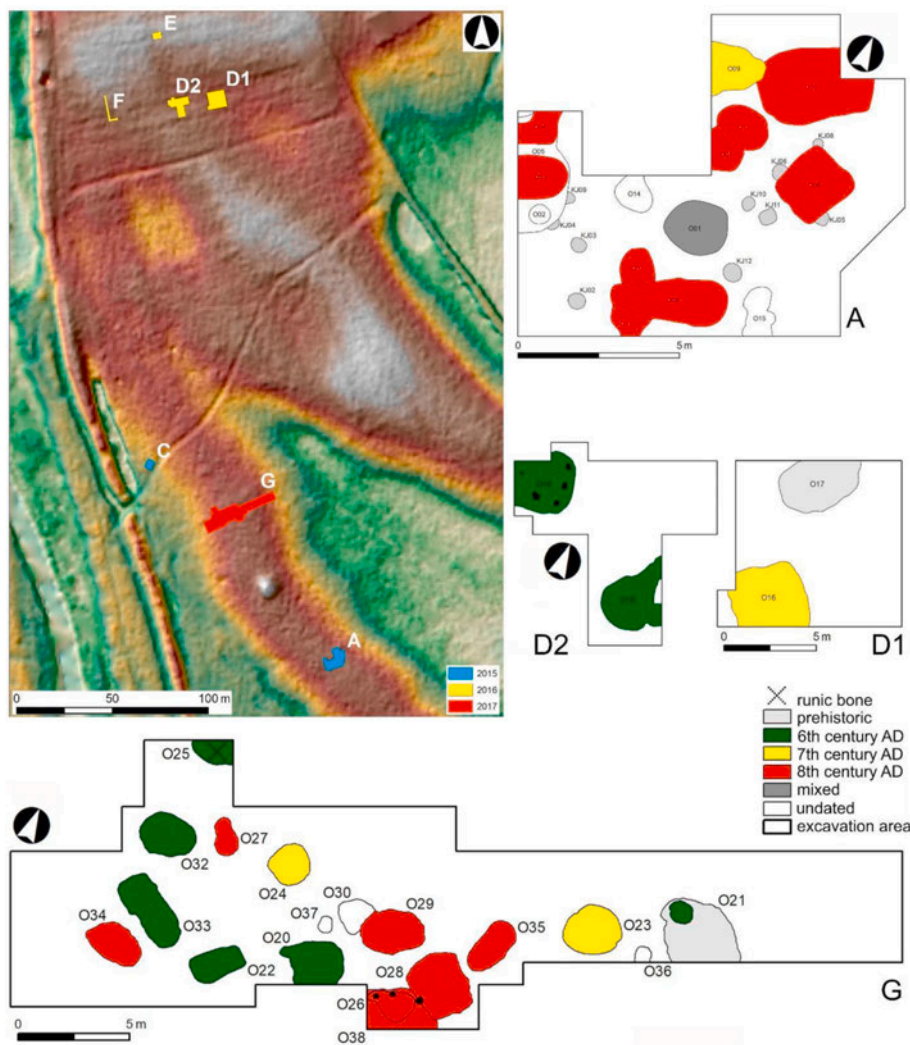 E
D2
D1
F
C
G
A
2015
2016
2017
0
50
100 m
O09
KJ08
KJ06
O05
KJ09
O14
KJ10
KJ11
KJ05
O02
KJ04
O01
KJ03
KJ12
KJ02
O15
A
0
5 m
O17
O16
D2
D1
0
5 m
runic bone
prehistoric
6th century AD
7th century AD
8th century AD
mixed
undated
excavation area
O25
O27
O32
O24
O30
O29
O21
O37
O34
O33
O35
O23
O20
O22
O28
O36
O26
O38
G
0
5 m